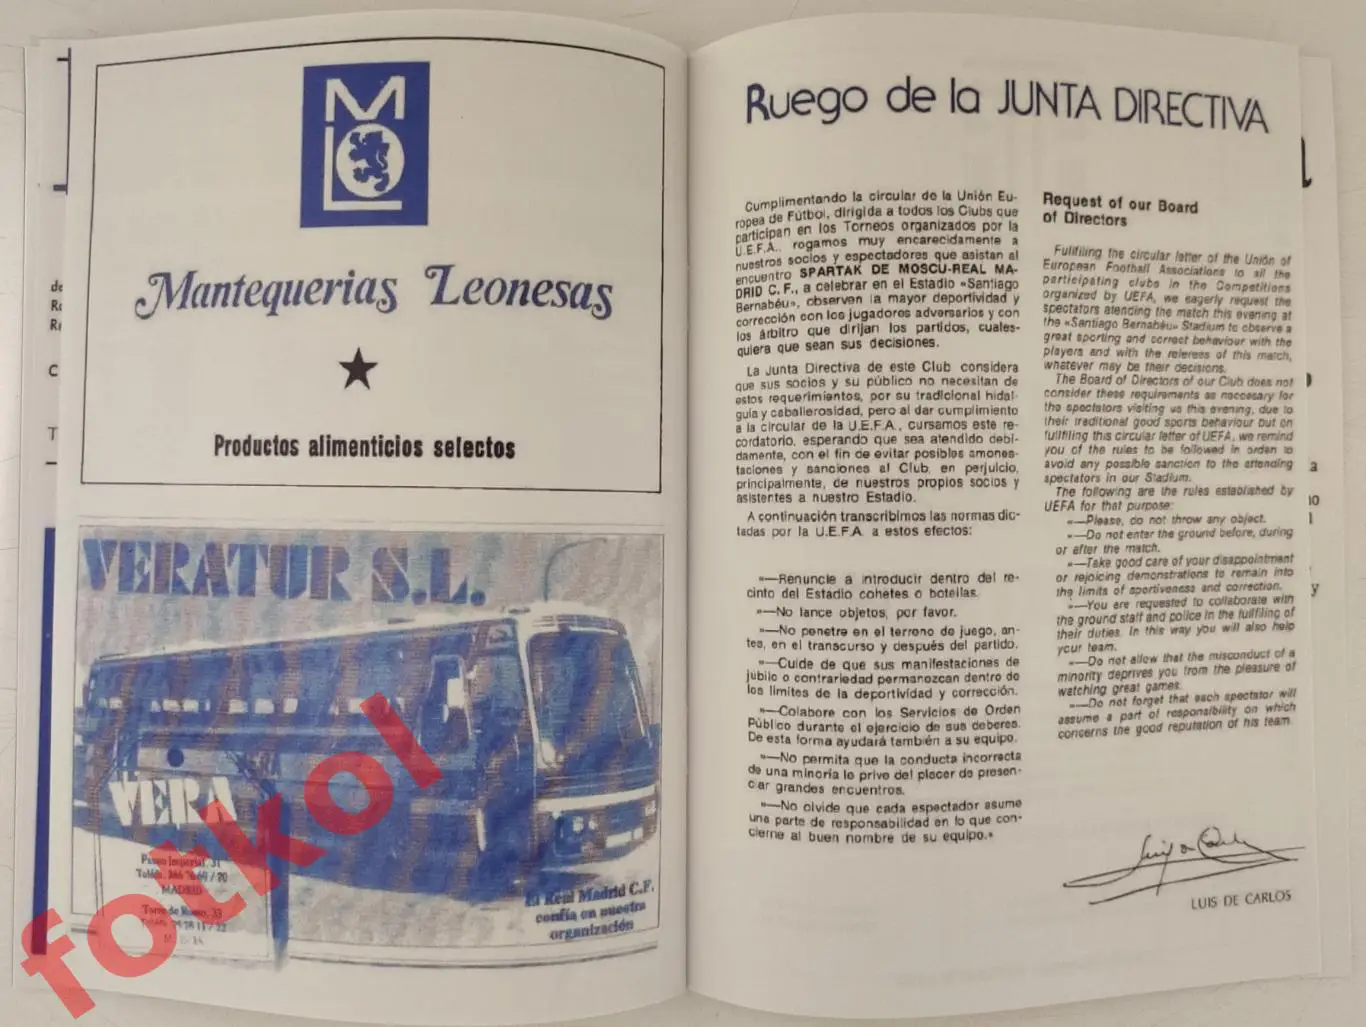 MLO
Mantequerias Leonesas
Productos alimenticios selectos
VERATUR S.L.
VERA
Paseo Imperial, 31
MADRID
El Real Madrid C.F.
confía en nuestra
organización
fotkol
Ruego de la JUNTA DIRECTIVA
Cumplimentando la circular de la Unión Eu-
ropea de Fútbol, dirigida a todos los Clubs que
participan en los Torneos organizados por la
U.E.F.A., rogamos muy encarecidamente a
nuestros socios y espectadores que asistan al
encuentro SPARTAK DE MOSCU-REAL MA-
DRID C.F., a celebrar en el Estadio «Santiago
Bernabéu», observen la mayor deportividad y
corrección con los jugadores adversarios y con
los árbitro que dirijan los partidos, cuales-
quiera que sean sus decisiones.
La Junta Directiva de este Club considera
que sus socios y su público no necesitan de
estos requerimientos, por su tradicional hidal-
guía y caballerosidad, pero al dar cumplimiento
a la circular de la U.E.F.A., cursamos este re-
cordatorio, esperando que sea atendido debi-
damente, con el fin de evitar posibles amones-
taciones y sanciones al Club, en perjuicio,
principalmente, de nuestros propios socios y
asistentes a nuestro Estadio.
A continuación transcribimos las normas dic-
tadas por la U.E.F.A. a estos efectos:
»—Renuncie a introducir dentro del re-
cinto del Estadio cohetes o botellas.
»—No lance objetos, por favor.
»—No penetre en el terreno de juego, an-
tes, en el transcurso y después del partido.
»—Cuide de que sus manifestaciones de
júbilo o contrariedad permanozcan dentro de
los límites de la deportividad y corrección.
»—Colabore con los Servicios de Orden
Público durante el ejercicio de sus deberes.
De esta forma ayudará también a su equipo.
»—No permita que la conducta incorrecta
de una minoría le prive del placer de presen-
ciar grandes encuentros.
»—No olvide que cada espectador asume
una parte de responsabilidad en lo que con-
cierne al buen nombre de su equipo.»
Request of our Board
of Directors
Fulfilling the circular letter of the Unión of
European Football Associations to all the
participating clubs in the Competitions
organized by UEFA, we eagerly request the
spectators atending the match this evening at
the «Santiago Bernabéu» Stadium to observe a
great sporting and correct behaviour with the
players and with the referees of this match,
whatever may be their decisions.
The Board of Directors of our Club does not
consider these requirements as necessary for
the spectators visiting us this evening, due to
their traditional good sports behaviour but on
fullfiling this circular letter of UEFA, we remind
you of the rules to be followed in orden to
avoid any possible sanction to the attending
spectators in our Stadium.
The following are the rules established by
UEFA for that purpose:
»—Please, do not throw any object.
»—Do not enter the ground before, during
or after the match.
»—Take good care of your disappointment
or rejoicing demonstrations to remain into
the limits of sportiveness and correction.
»—You are requested to collaborate with
the ground staff and police in the fullfiling of
their duties. In this way you will also help
your team.
»—Do not allow that the misconduct of a
minority deprives you from the pleasure of
watching great games.
»—Do not forget that each spectator will
assume a part of responsibility on which
concerns the good reputation of his team.
LUIS DE CARLOS